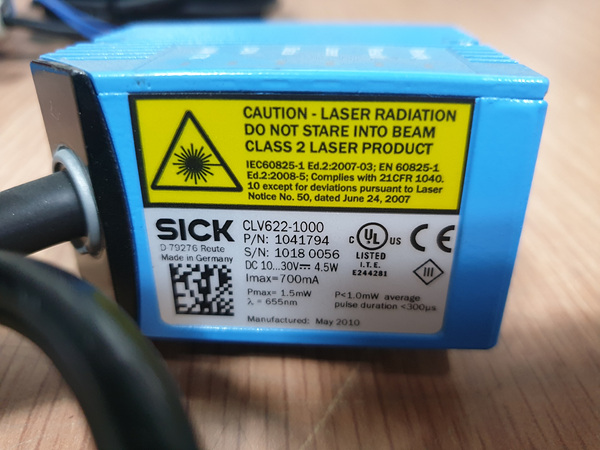 CAUTION - LASER RADIATION
DO NOT STARE INTO BEAM
CLASS 2 LASER PRODUCT
IEC60825-1 Ed.2:2007-03; EN 60825-1
Ed.2:2008-5; Complies with 21CFR 1040.
10 except for deviations pursuant to Laser
Notice No. 50, dated June 24, 2007
SICK
D 79276 Reute
Made in Germany
CLV622-1000
P/N: 1041794
S/N: 1018 0056
DC 10...30V⎓ 4.5W
Imax=700mA
C UL US
LISTED
I.T.E.
E244281
CE
III
Pmax= 1.5mW
λ = 655nm
P<1.0mW average
pulse duration <300µs
Manufactured: May 2010